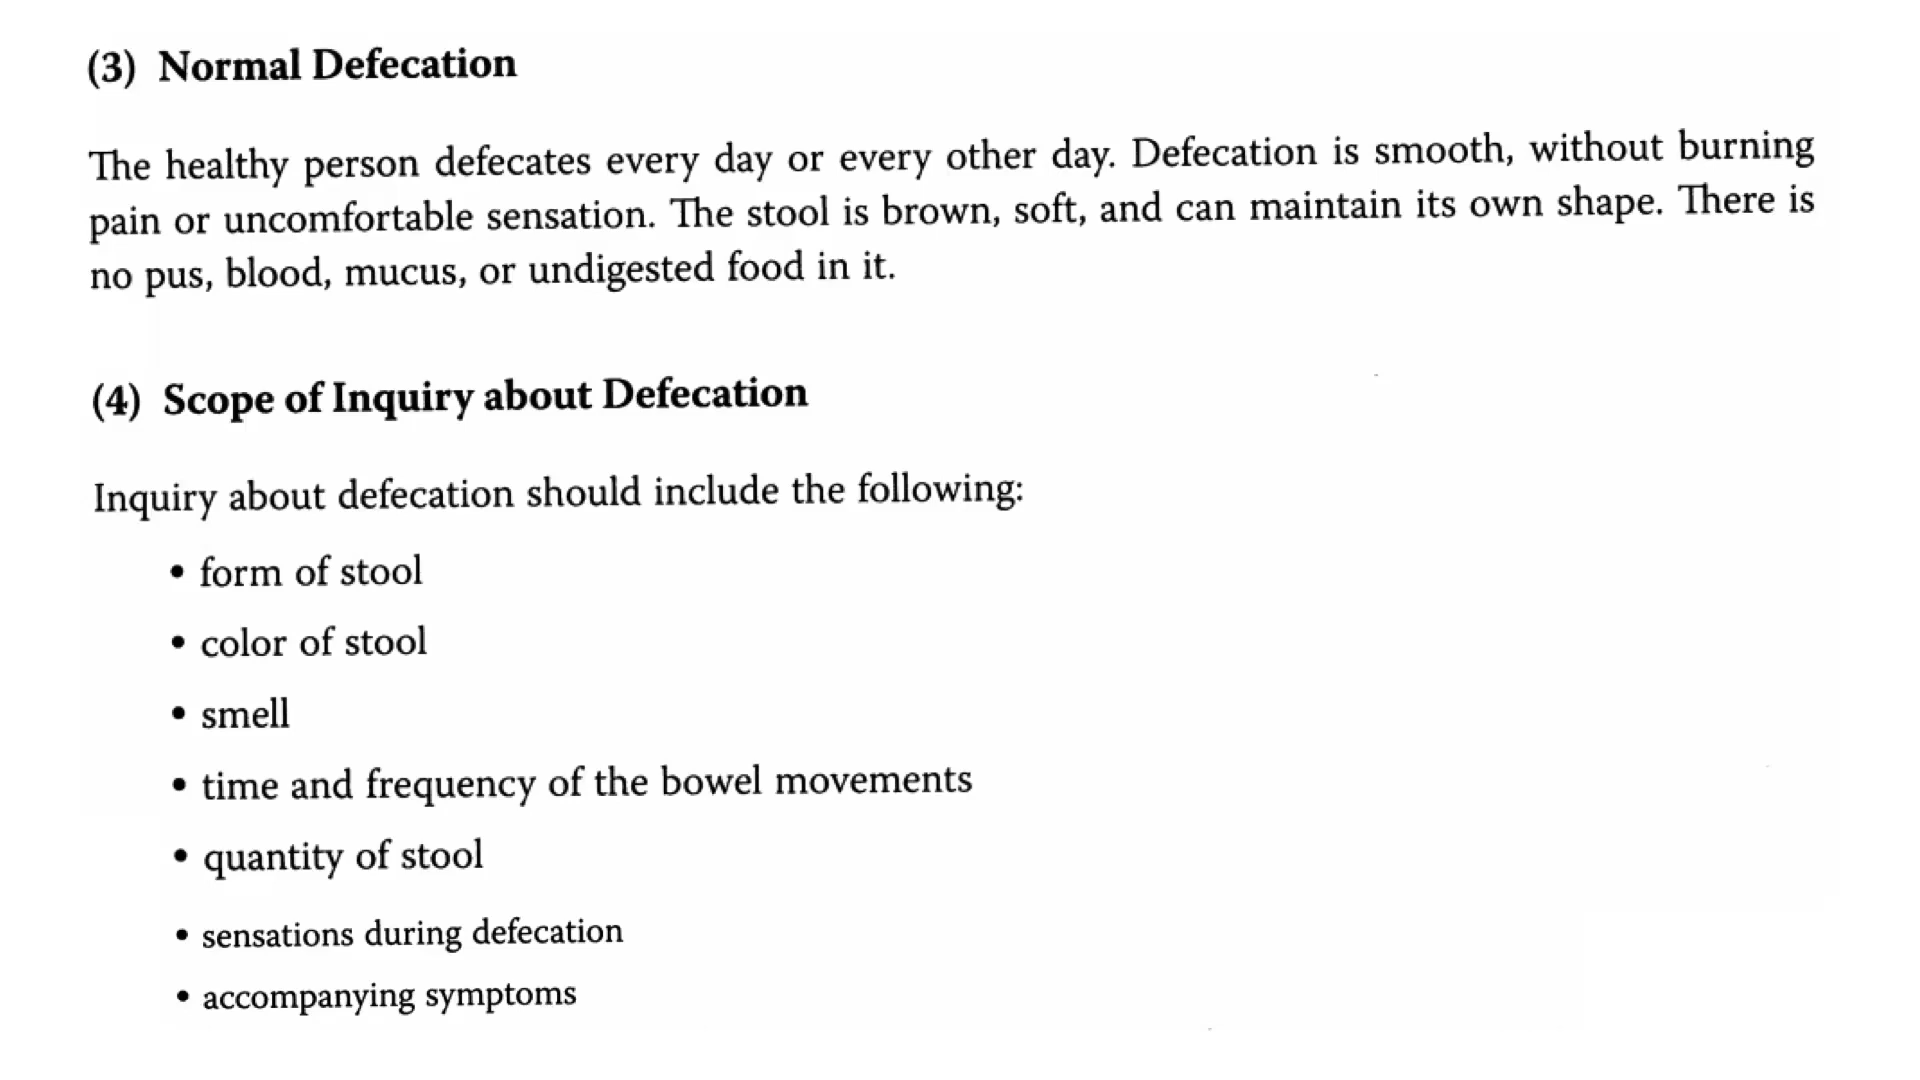 (3) Normal Defecation
The healthy person defecates every day or every other day. Defecation is smooth, without burning
pain or uncomfortable sensation. The stool is brown, soft, and can maintain its own shape. There is
no pus, blood, mucus, or undigested food in it.
(4) Scope of Inquiry about Defecation
Inquiry about defecation should include the following:
• form of stool
• color of stool
• smell
• time and frequency of the bowel movements
• quantity of stool
• sensations during defecation
• accompanying symptoms